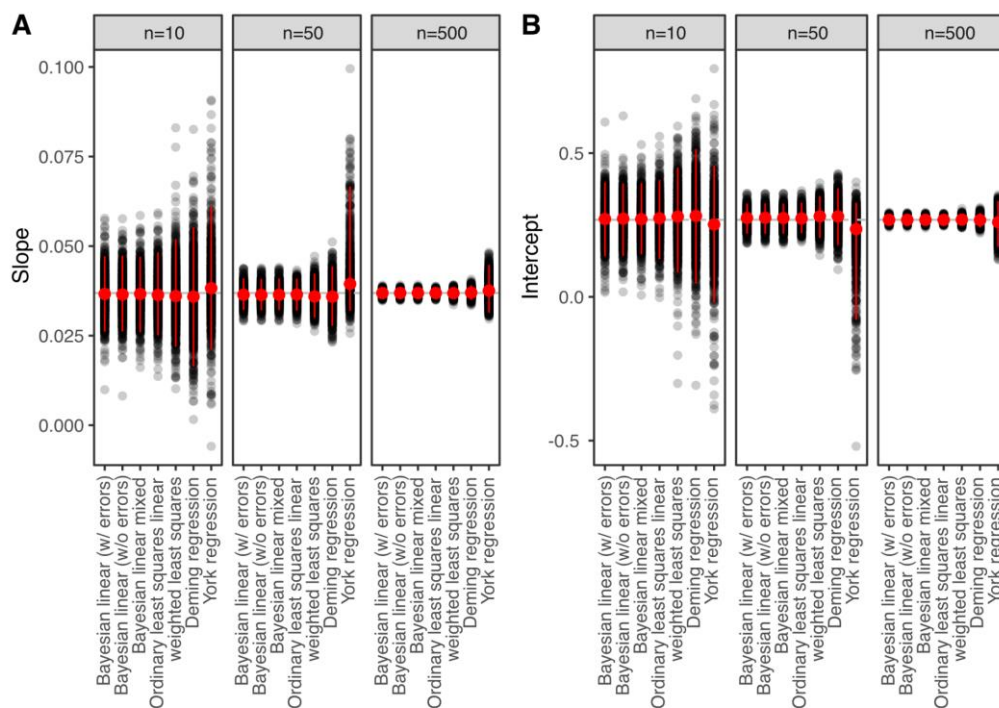 A
n=10
n=50
n=500
Slope
0.100
0.075
0.050
0.025
0.000
Bayesian linear (w/ errors)
Bayesian linear (w/o errors)
Bayesian linear mixed
Ordinary least squares linear
weighted least squares
Deming regression
York regression
Bayesian linear (w/ errors)
Bayesian linear (w/o errors)
Bayesian linear mixed
Ordinary least squares linear
weighted least squares
Deming regression
York regression
Bayesian linear (w/ errors)
Bayesian linear (w/o errors)
Bayesian linear mixed
Ordinary least squares linear
weighted least squares
Deming regression
York regression
B
n=10
n=50
n=500
Intercept
0.5
0.0
-0.5
Bayesian linear (w/ errors)
Bayesian linear (w/o errors)
Bayesian linear mixed
Ordinary least squares linear
weighted least squares
Deming regression
York regression
Bayesian linear (w/ errors)
Bayesian linear (w/o errors)
Bayesian linear mixed
Ordinary least squares linear
weighted least squares
Deming regression
York regression
Bayesian linear (w/ errors)
Bayesian linear (w/o errors)
Bayesian linear mixed
Ordinary least squares linear
weighted least squares
Deming regression
York regression